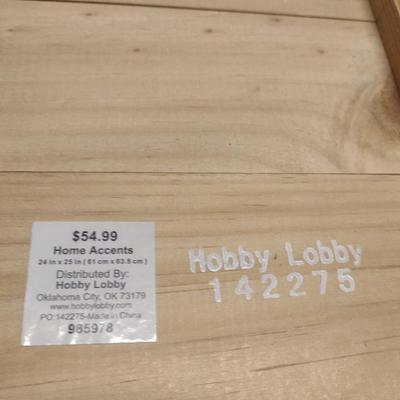 $54.99
Home Accents
24 in x 25 in ( 61 cm x 63.5 cm )
Distributed By:
Hobby Lobby
Oklahoma City, OK 73179
www.hobbylobby.com
PO:142275-Made in China
985978
Hobby Lobby
142275